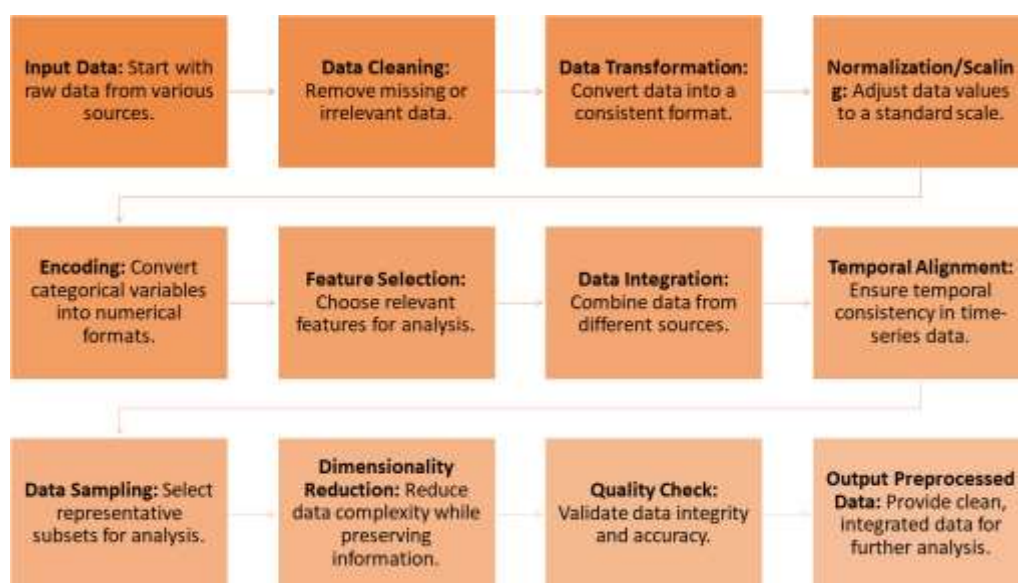 Input Data: Start with
raw data from various
sources.
Data Cleaning:
Remove missing or
irrelevant data.
Data Transformation:
Convert data into a
consistent format.
Normalization/Scalin
g: Adjust data values
to a standard scale.
Encoding: Convert
categorical variables
into numerical
formats.
Feature Selection:
Choose relevant
features for analysis.
Data Integration:
Combine data from
different sources.
Temporal Alignment:
Ensure temporal
consistency in time-
series data.
Data Sampling: Select
representative
subsets for analysis.
Dimensionality
Reduction: Reduce
data complexity while
preserving
information.
Quality Check:
Validate data integrity
and accuracy.
Output Preprocessed
Data: Provide clean,
integrated data for
further analysis.